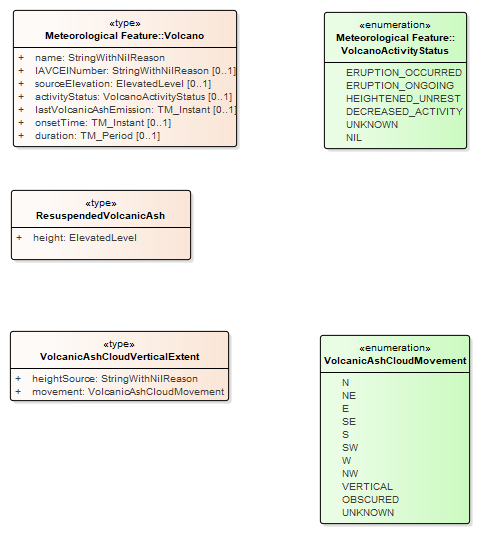 «type»
Meteorological Feature::Volcano
+ name: StringWithNilReason
+ IAVCEINumber: StringWithNilReason [0..1]
+ sourceElevation: ElevatedLevel [0..1]
+ activityStatus: VolcanoActivityStatus [0..1]
+ lastVolcanicAshEmission: TM_Instant [0..1]
+ onsetTime: TM_Instant [0..1]
+ duration: TM_Period [0..1]
«enumeration»
Meteorological Feature::
VolcanoActivityStatus
ERUPTION_OCCURRED
ERUPTION_ONGOING
HEIGHTENED_UNREST
DECREASED_ACTIVITY
UNKNOWN
NIL
«type»
ResuspendedVolcanicAsh
+ height: ElevatedLevel
«type»
VolcanicAshCloudVerticalExtent
+ heightSource: StringWithNilReason
+ movement: VolcanicAshCloudMovement
«enumeration»
VolcanicAshCloudMovement
N
NE
E
SE
S
SW
W
NW
VERTICAL
OBSCURED
UNKNOWN